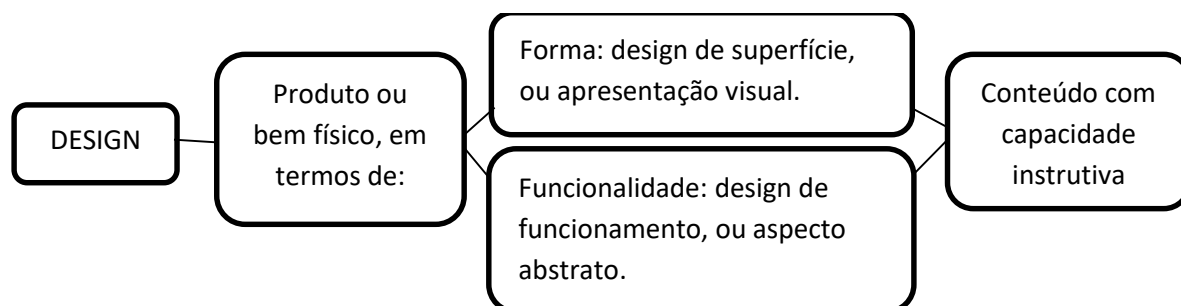 DESIGN
Produto ou
bem físico, em
termos de:
Forma: design de superfície,
ou apresentação visual.
Funcionalidade: design de
funcionamento, ou aspecto
abstrato.
Conteúdo com
capacidade
instrutiva